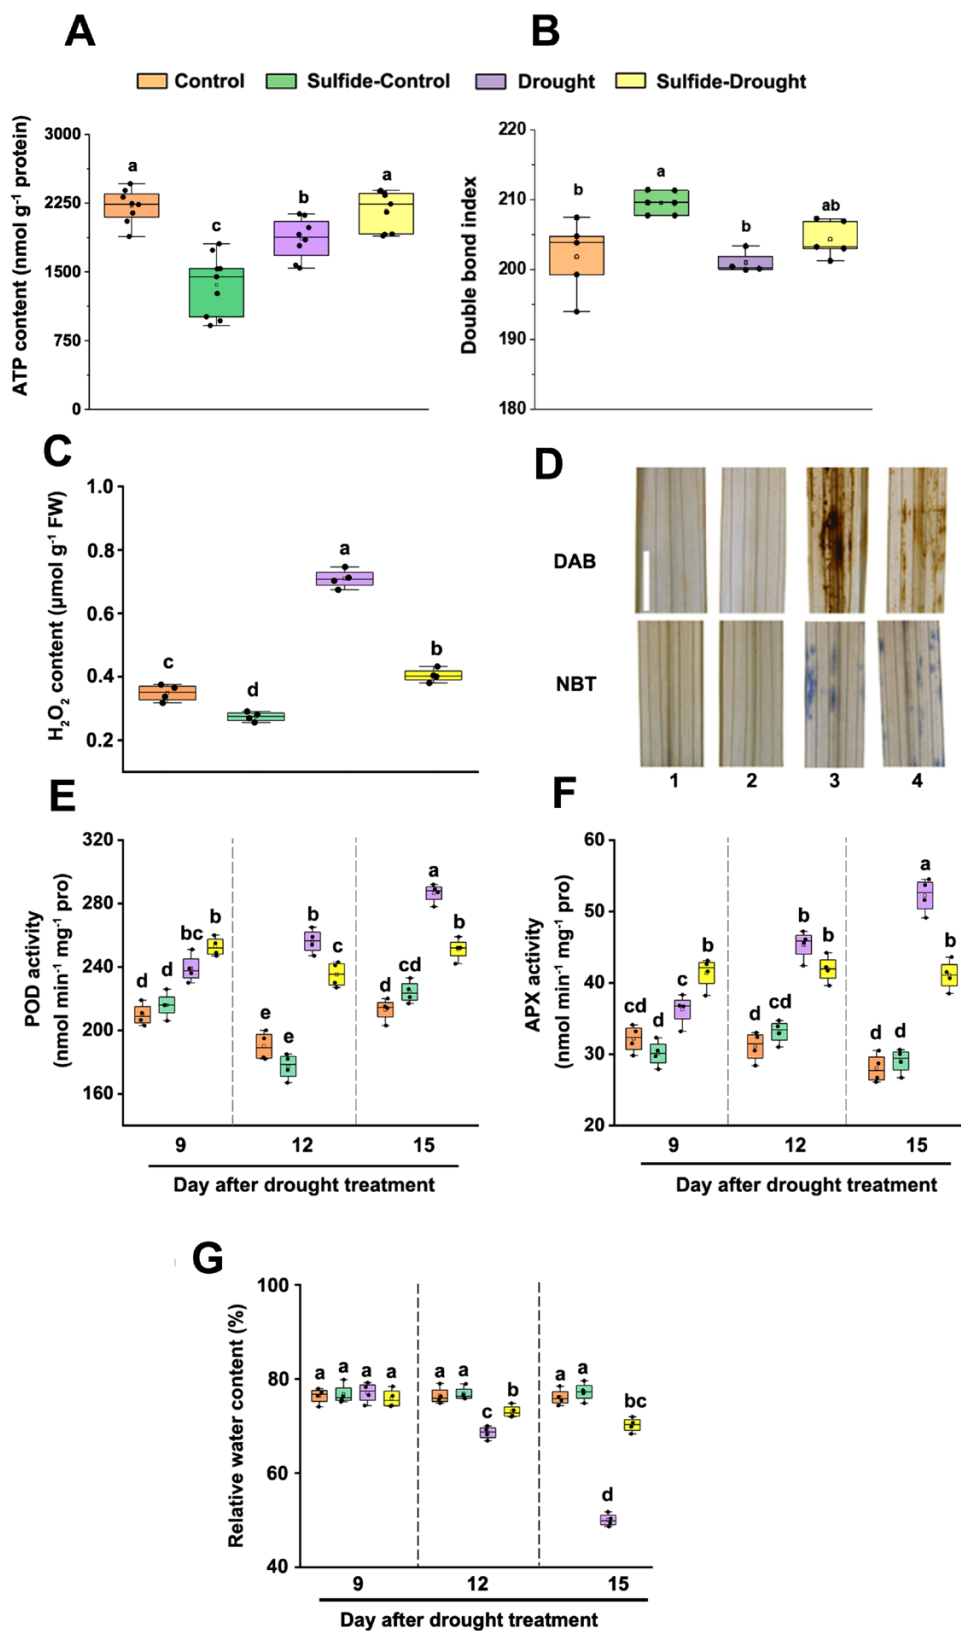 A
B
Control Sulfide-Control Drought Sulfide-Drought
ATP content (nmol g⁻¹ protein)
3000
2250
1500
750
0
a
c
b
a
Double bond index
220
210
200
190
180
b
a
b
ab
C
H₂O₂ content (µmol g⁻¹ FW)
1.0
0.8
0.6
0.4
0.2
c
d
a
b
D
DAB
NBT
1 2 3 4
E
POD activity
(nmol min⁻¹ mg⁻¹ pro)
320
280
240
200
160
d d bc b
e e b c
d cd a b
9 12 15
Day after drought treatment
F
APX activity
(nmol min⁻¹ mg⁻¹ pro)
60
50
40
30
20
cd d c b
d cd b b
d d a b
9 12 15
Day after drought treatment
G
Relative water content (%)
100
80
60
40
a a a a
a a c b
a a d bc
9 12 15
Day after drought treatment